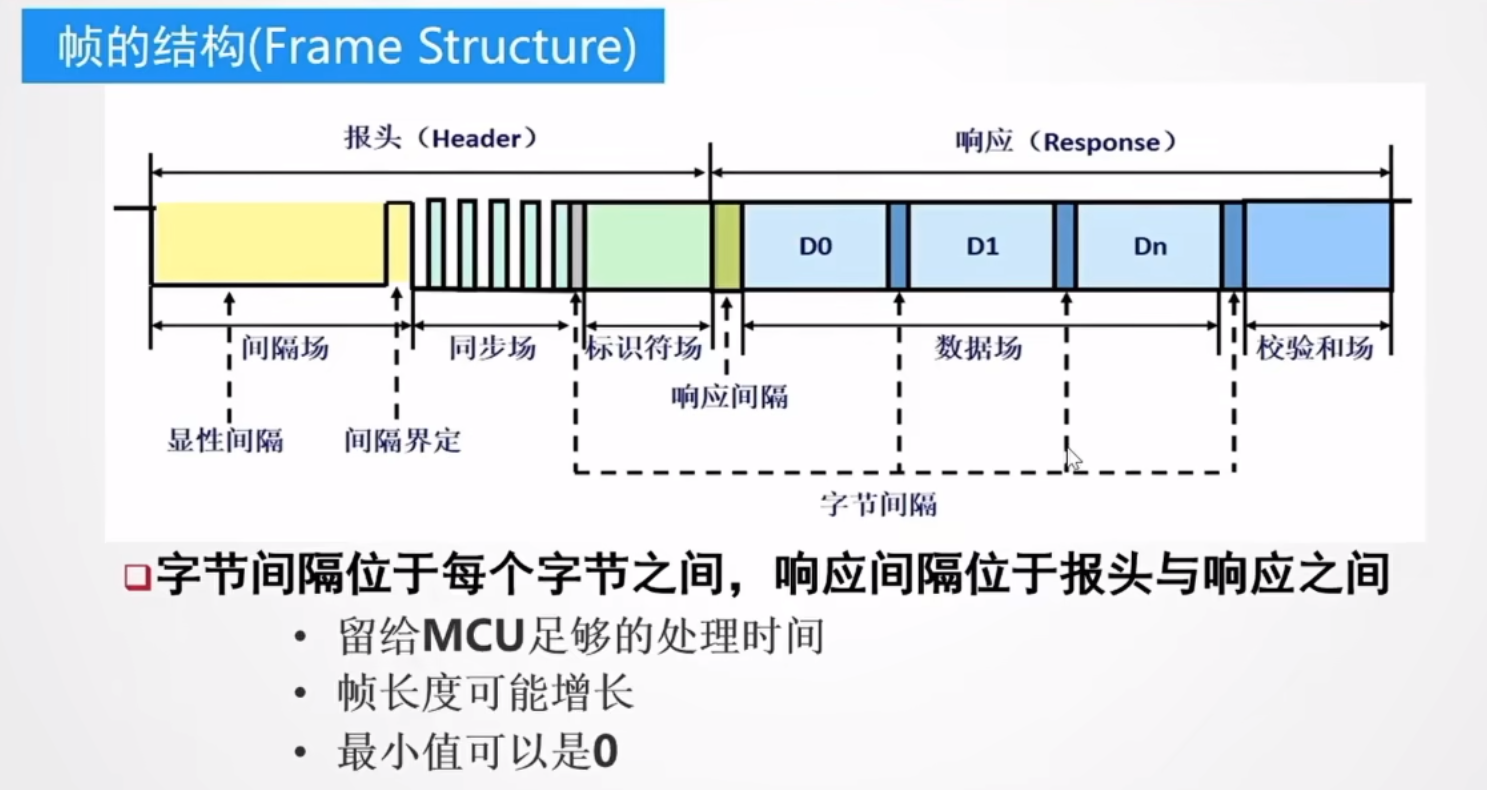 帧的结构(Frame Structure)
报头（Header） 响应（Response）
D0 D1 Dn
间隔场 同步场 标识符场 数据场 校验和场
响应间隔
显性间隔 间隔界定
字节间隔
字节间隔位于每个字节之间，响应间隔位于报头与响应之间
• 留给MCU足够的处理时间
• 帧长度可能增长
• 最小值可以是0